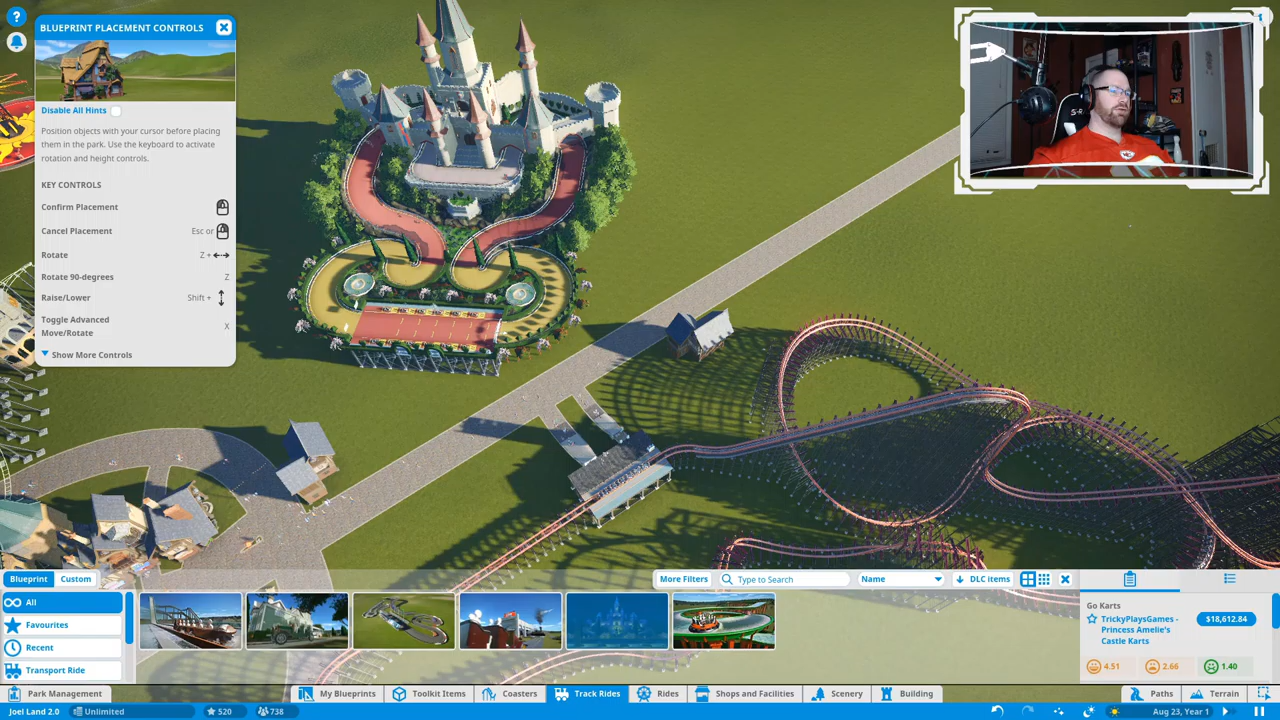 BLUEPRINT PLACEMENT CONTROLS
Disable All Hints
Position objects with your cursor before placing
them in the park. Use the keyboard to activate
rotation and height controls.
KEY CONTROLS
Confirm Placement
Cancel Placement Esc or
Rotate Z +
Rotate 90-degrees Z
Raise/Lower Shift +
Toggle Advanced
Move/Rotate X
Show More Controls
Blueprint Custom
More Filters Type to Search Name DLC items
All
Favourites
Recent
Transport Ride
Go Karts
TrickyPlaysGames -
Princess Amelie's
Castle Karts
$18,612.84
4.51 2.66 1.40
Park Management My Blueprints Toolkit Items Coasters Track Rides Rides Shops and Facilities Scenery Building Paths Terrain
Joel Land 2.0 Unlimited 520 738 Aug 23, Year 1